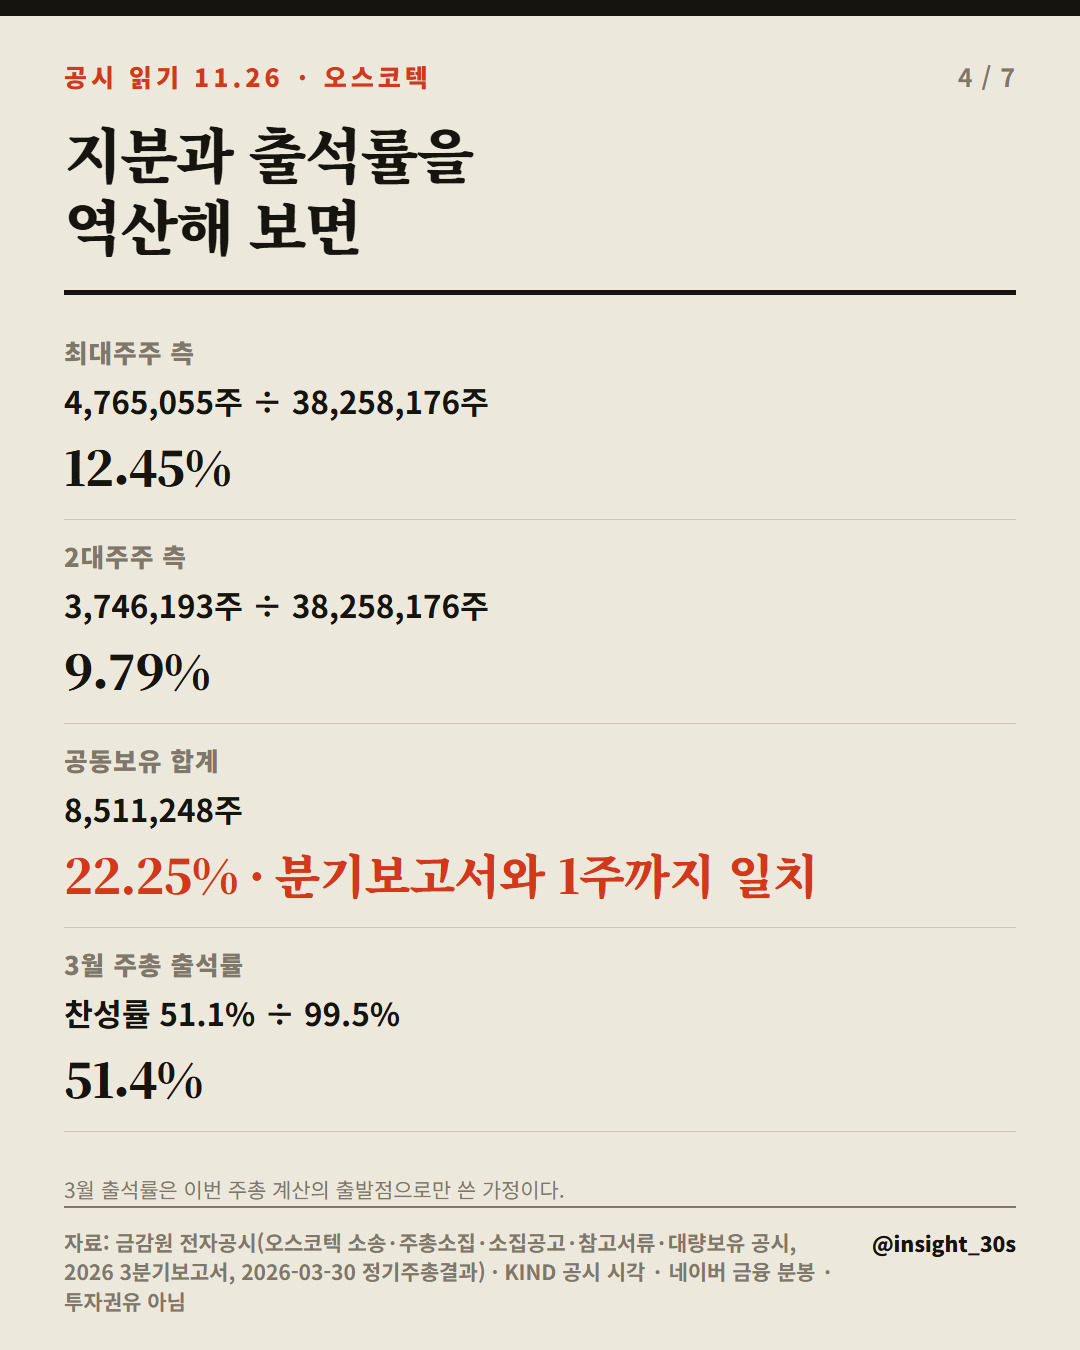 공시 읽기 11.26 · 오스코텍
4 / 7
지분과 출석률을
역산해 보면
최대주주 측
4,765,055주 ÷ 38,258,176주
12.45%
2대주주 측
3,746,193주 ÷ 38,258,176주
9.79%
공동보유 합계
8,511,248주
22.25% · 분기보고서와 1주까지 일치
3월 주총 출석률
찬성률 51.1% ÷ 99.5%
51.4%
3월 출석률은 이번 주총 계산의 출발점으로만 쓴 가정이다.
자료: 금감원 전자공시(오스코텍 소송·주총소집·소집공고·참고서류·대량보유 공시,
2026 3분기보고서, 2026-03-30 정기주총결과) · KIND 공시 시각 · 네이버 금융 분봉 ·
투자권유 아님
@insight_30s